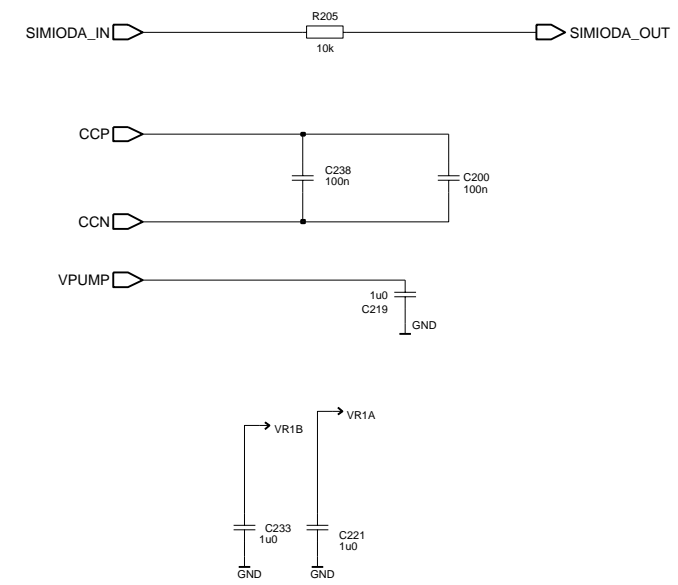 R205
SIMIODA_IN
SIMIODA_OUT
10k
CCP
C238
100n
C200
100n
CCN
VPUMP
1u0
C219
GND
VR1A
VR1B
C233
1u0
C221
1u0
GND
GND